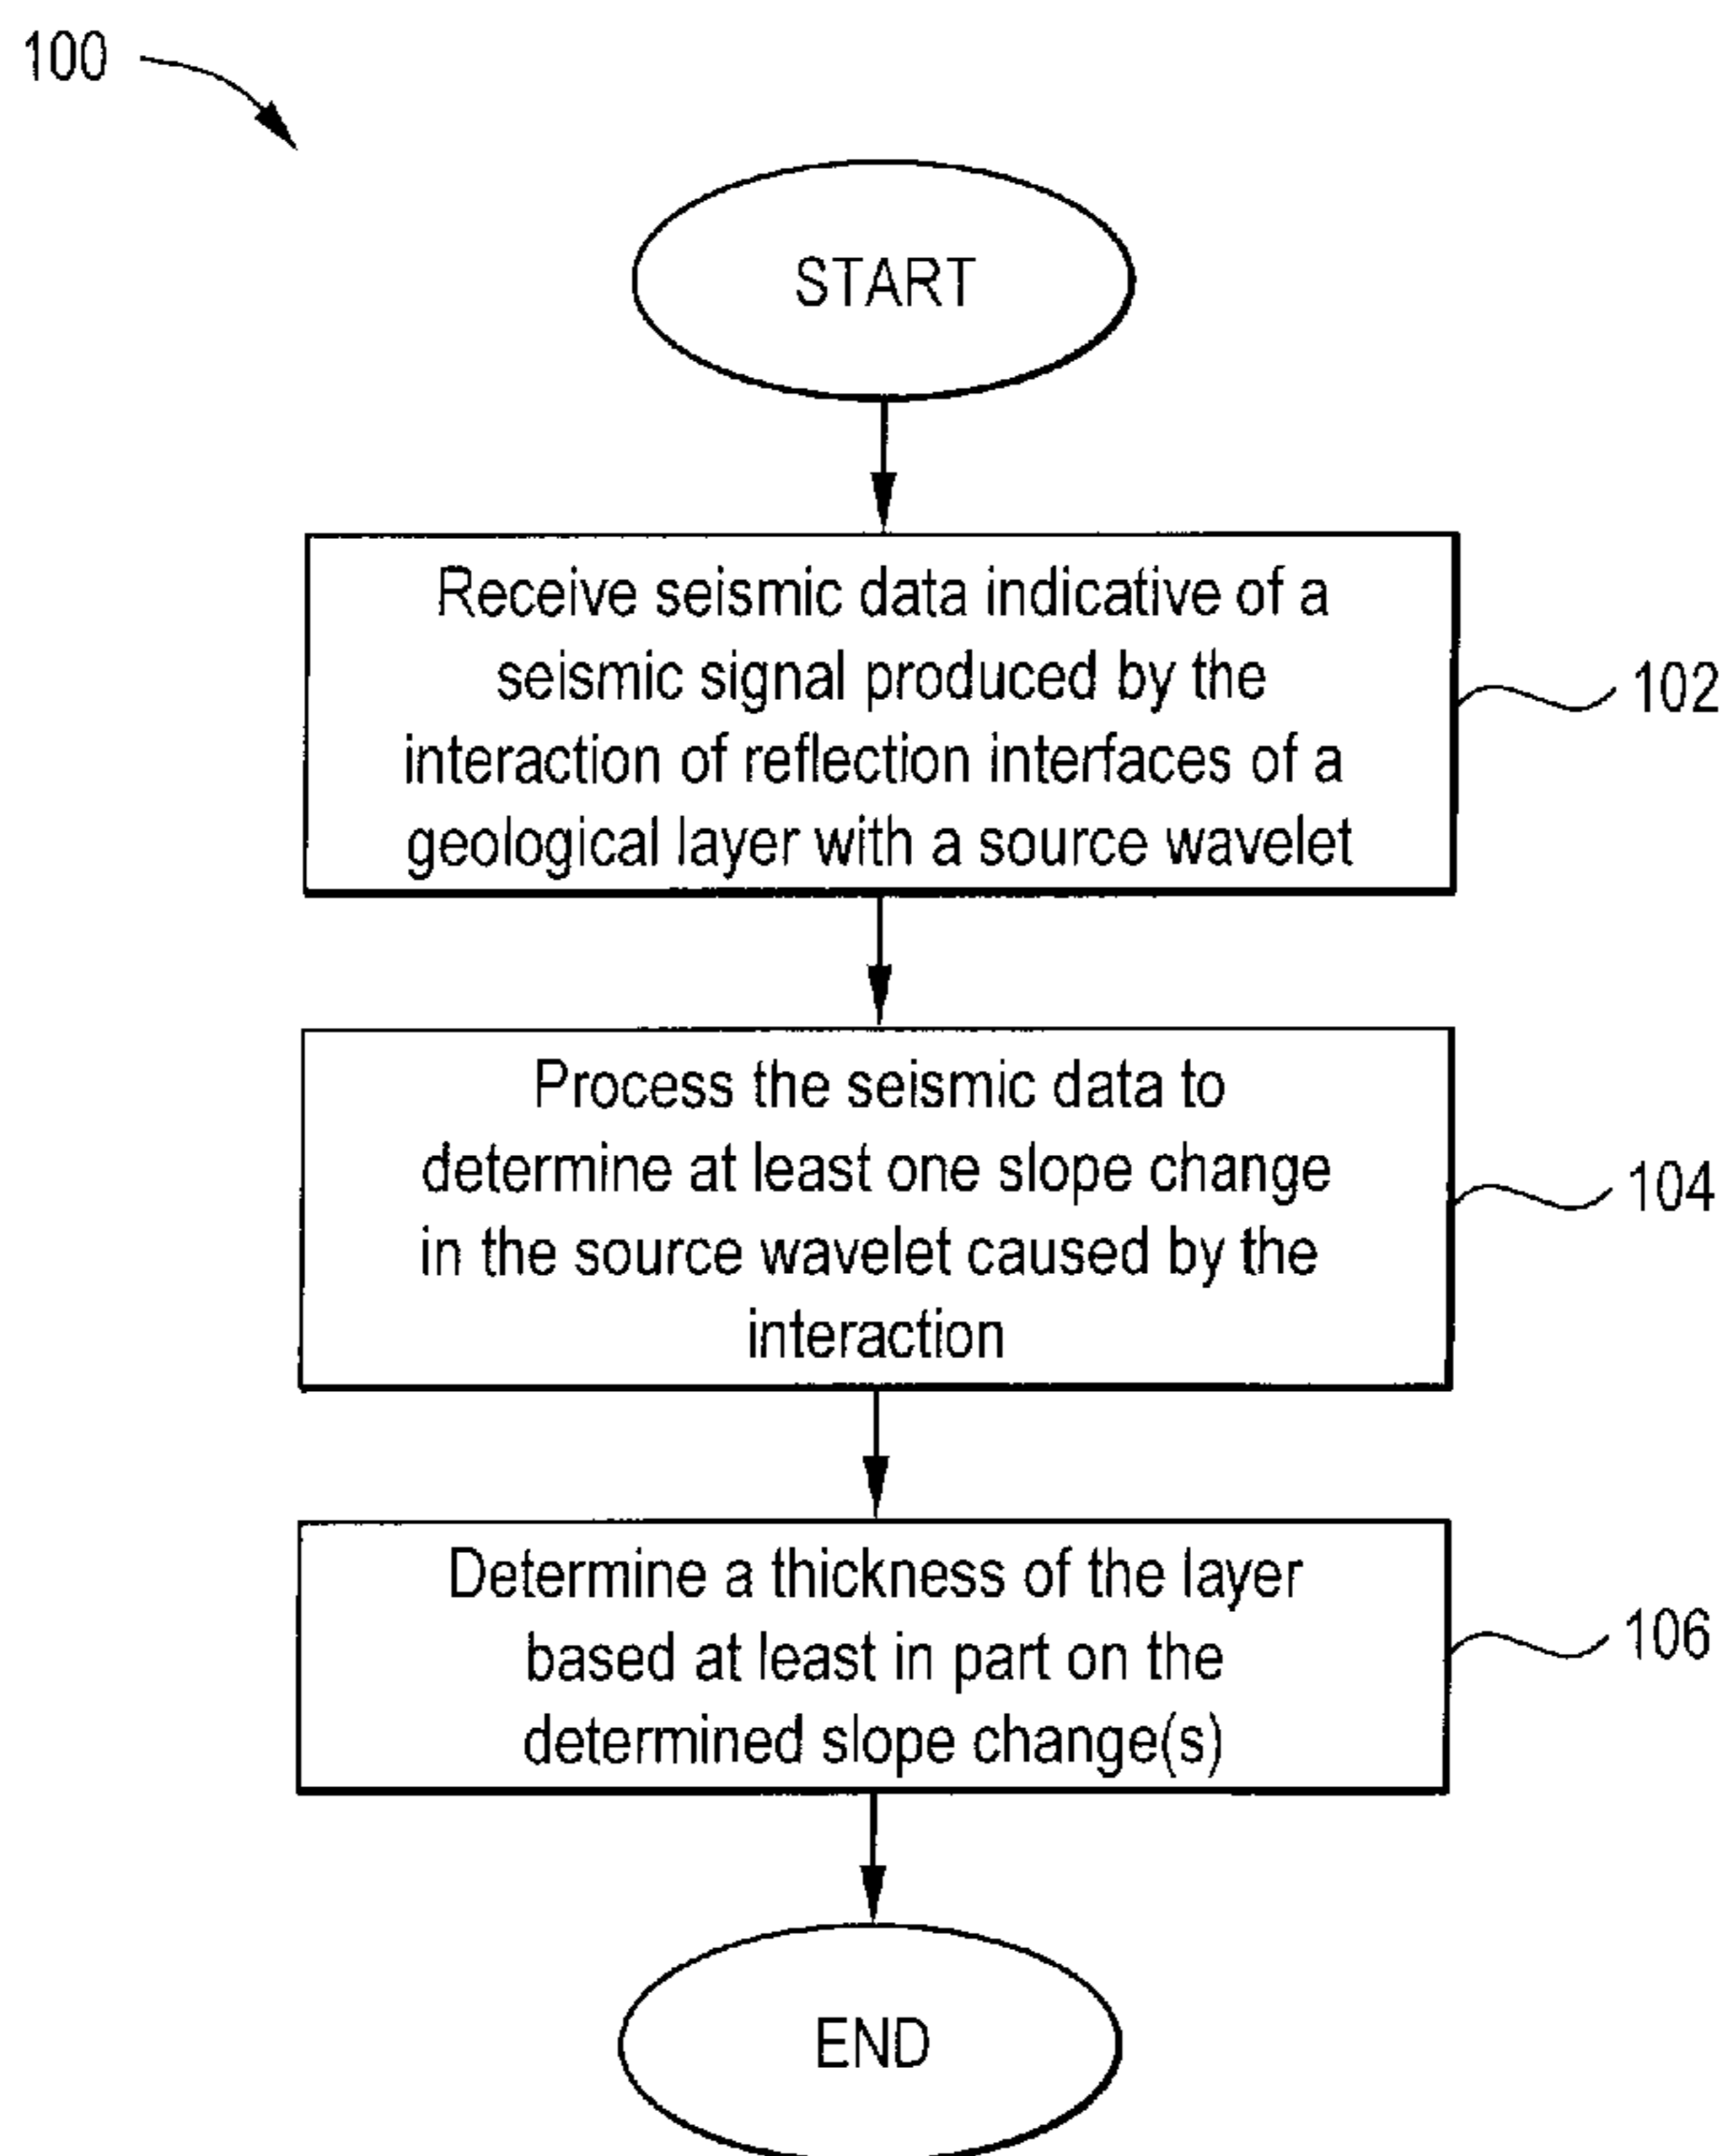 100
START
Receive seismic data indicative of a
seismic signal produced by the
interaction of reflection interfaces of a
geological layer with a source wavelet
102
Process the seismic data to
determine at least one slope change
in the source wavelet caused by the
interaction
104
Determine a thickness of the layer
based at least in part on the
determined slope change(s)
106
END